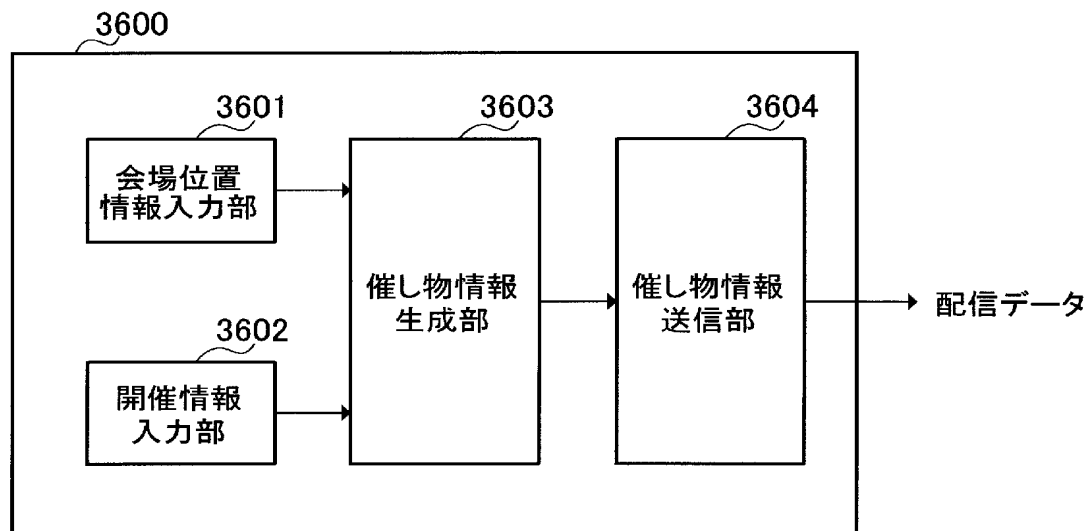 3600
3601
会場位置
情報入力部
3602
開催情報
入力部
3603
催し物情報
生成部
3604
催し物情報
送信部
配信データ